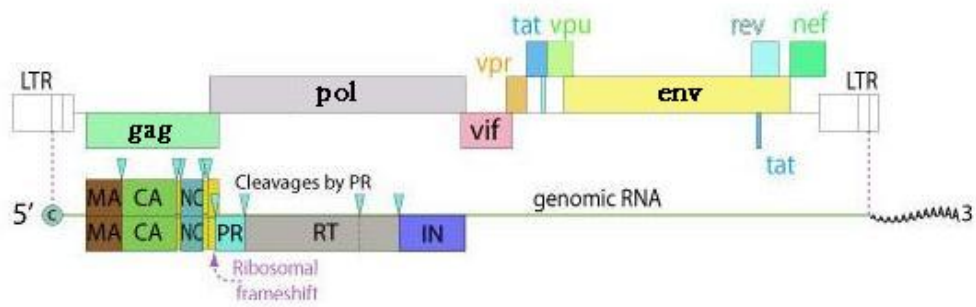 tat vpu rev nef
LTR vpr LTR
pol env
gag vif
tat
Cleavages by PR
MA CA NC genomic RNA
5' C 3
MA CA NC PR RT IN
Ribosomal
frameshift